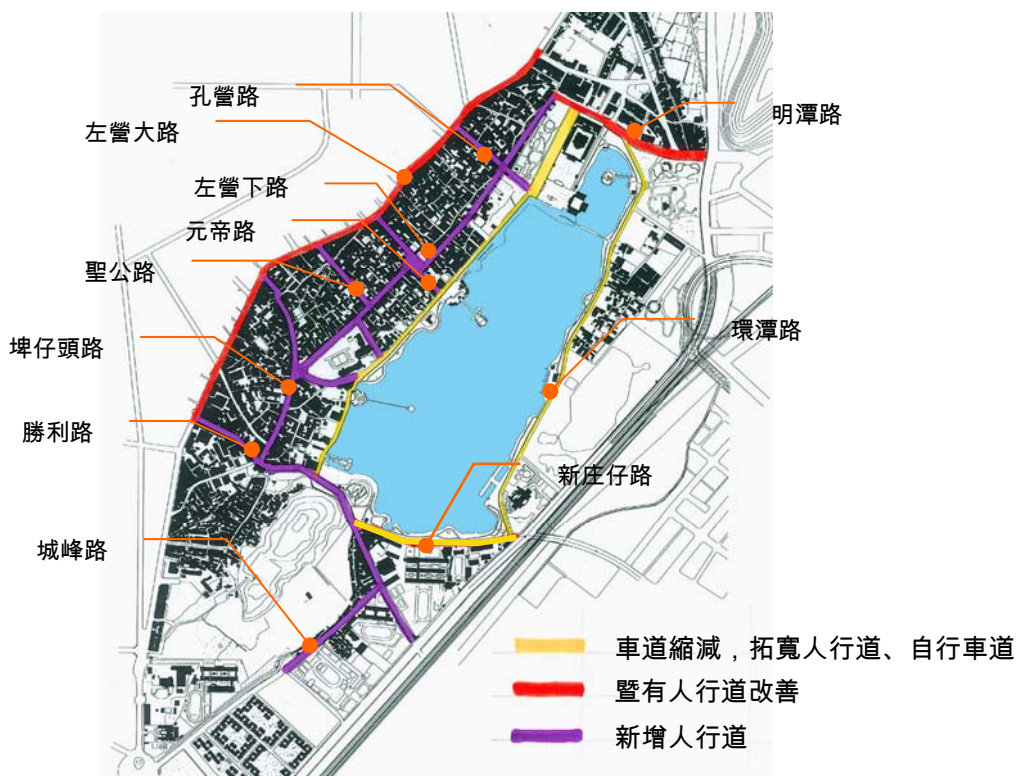 孔營路
明潭路
左營大路
左營下路
元帝路
聖公路
環潭路
埤仔頭路
勝利路
新庄仔路
城峰路
車道縮減，拓寬人行道、自行車道
暨有人行道改善
新增人行道